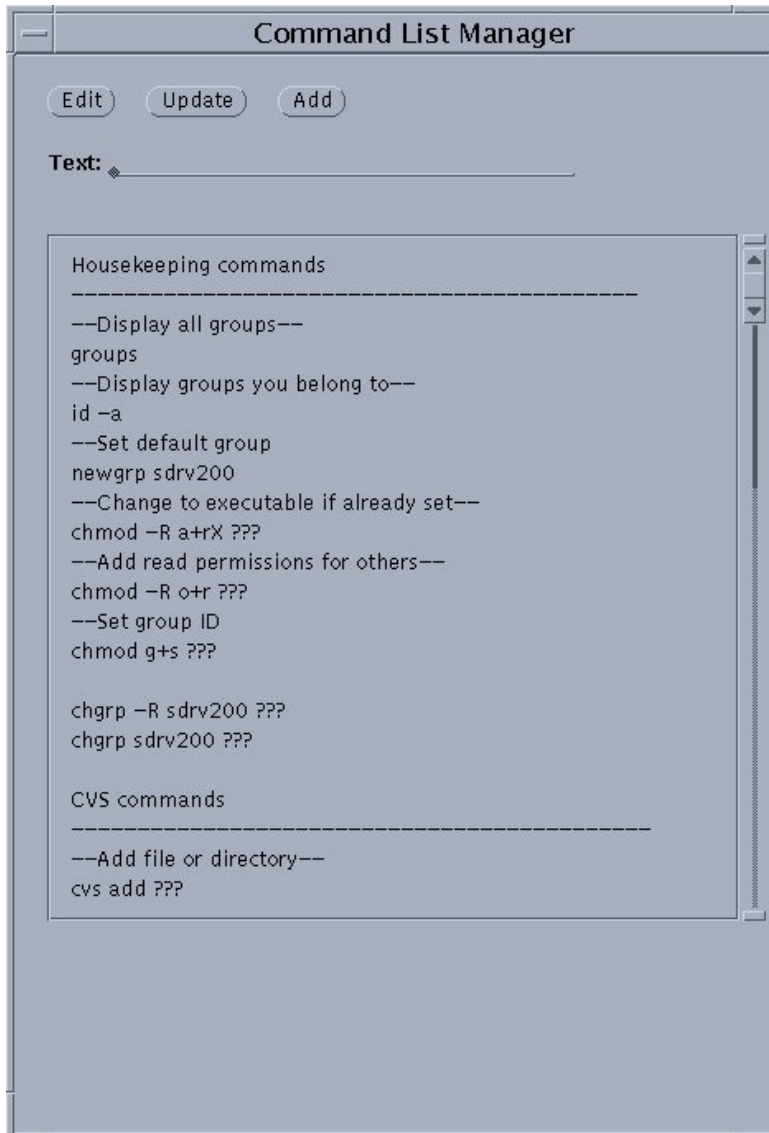 Command List Manager
Edit Update Add
Text:
Housekeeping commands
-------------------------------------------
--Display all groups--
groups
--Display groups you belong to--
id -a
--Set default group
newgrp sdrv200
--Change to executable if already set--
chmod -R a+rX ???
--Add read permissions for others--
chmod -R o+r ???
--Set group ID
chmod g+s ???
chgrp -R sdrv200 ???
chgrp sdrv200 ???
CVS commands
--------------------------------------------
--Add file or directory--
cvs add ???